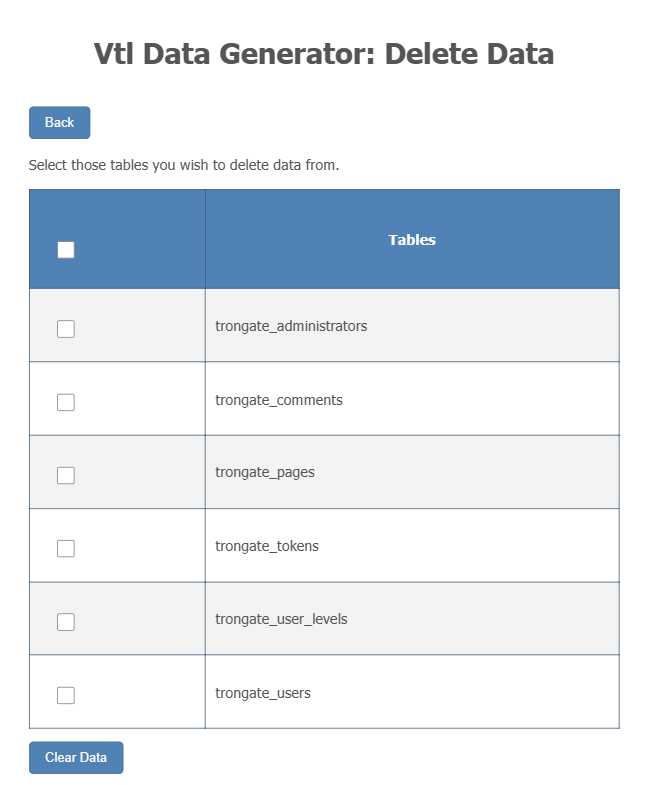 Vtl Data Generator: Delete Data
Back
Select those tables you wish to delete data from.
Tables
trongate_administrators
trongate_comments
trongate_pages
trongate_tokens
trongate_user_levels
trongate_users
Clear Data